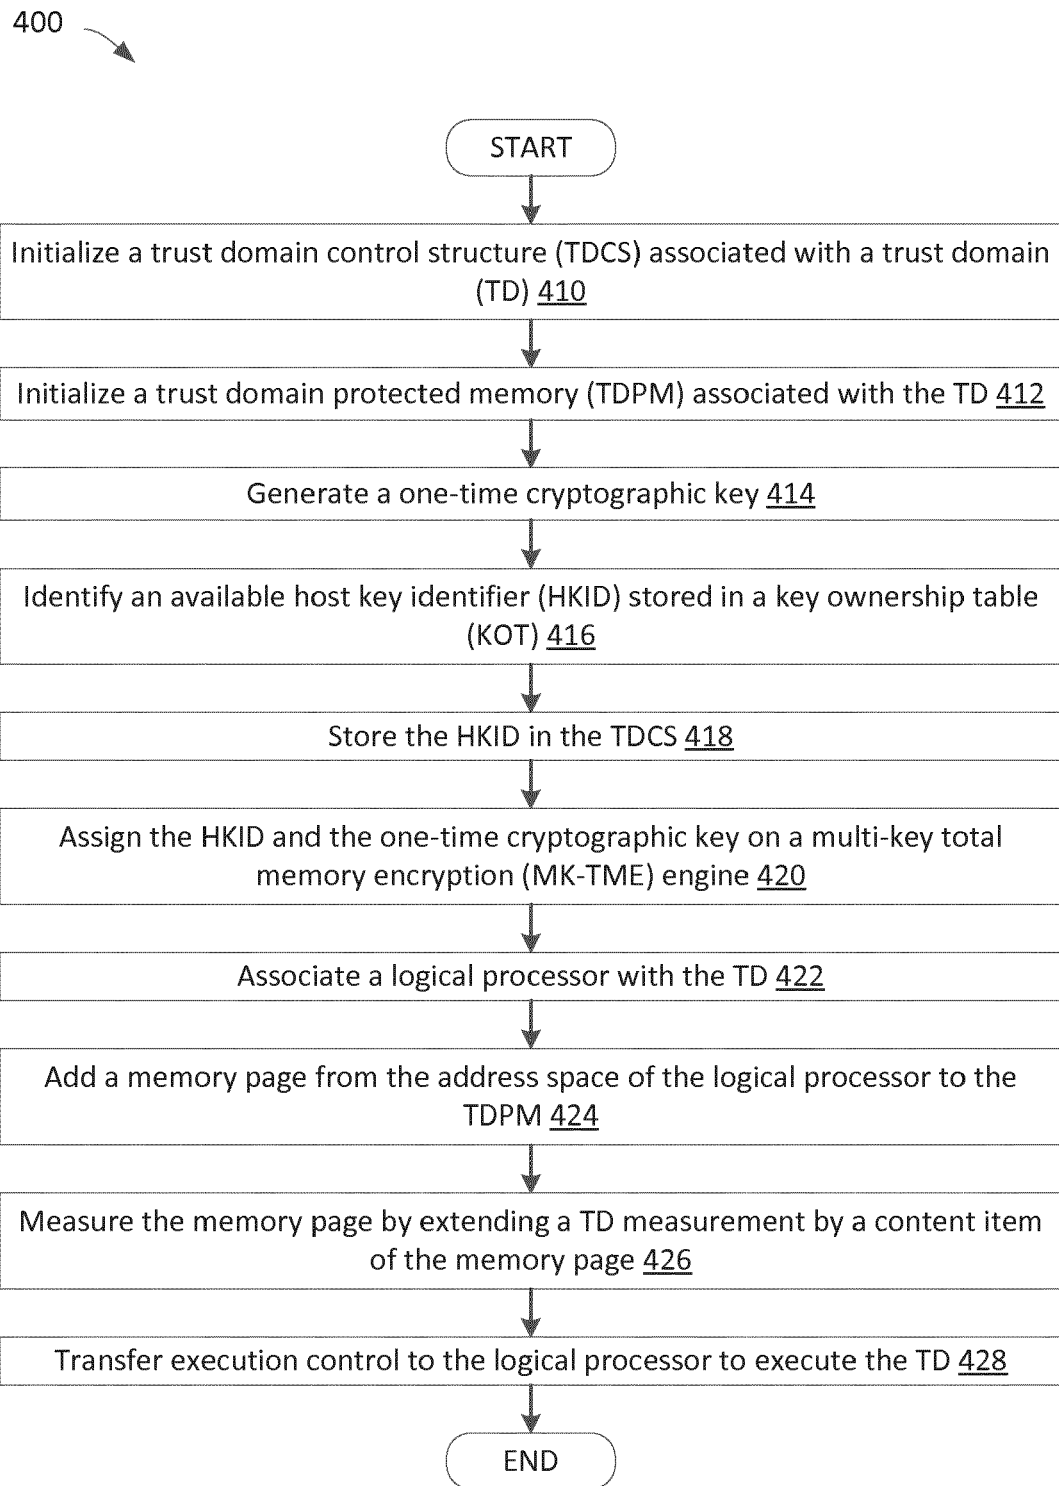 400
START
Initialize a trust domain control structure (TDCS) associated with a trust domain
(TD) 410
Initialize a trust domain protected memory (TDPM) associated with the TD 412
Generate a one-time cryptographic key 414
Identify an available host key identifier (HKID) stored in a key ownership table
(KOT) 416
Store the HKID in the TDCS 418
Assign the HKID and the one-time cryptographic key on a multi-key total
memory encryption (MK-TME) engine 420
Associate a logical processor with the TD 422
Add a memory page from the address space of the logical processor to the
TDPM 424
Measure the memory page by extending a TD measurement by a content item
of the memory page 426
Transfer execution control to the logical processor to execute the TD 428
END